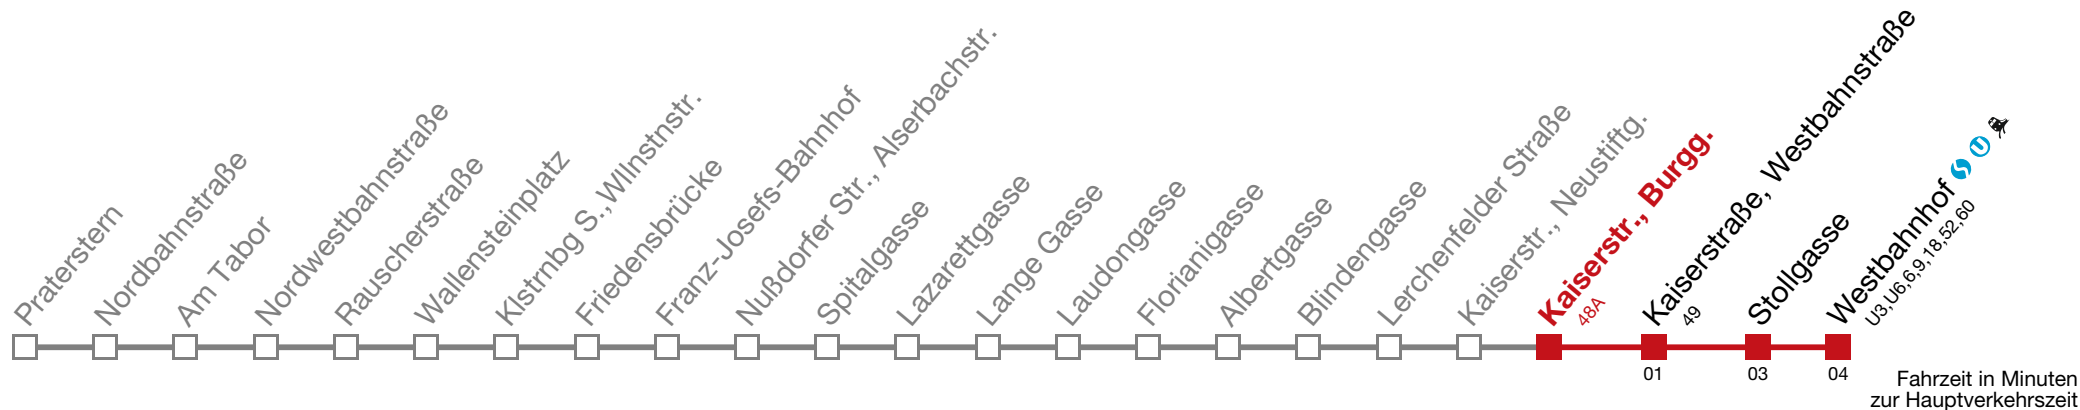 Praterstern
Nordbahnstraße
Am Tabor
Nordwestbahnstraße
Rauscherstraße
Wallensteinplatz
Klstrnbg S., Wllnstnstr.
Friedensbrücke
Franz-Josefs-Bahnhof
Nußdorfer Str., Alserbachstr.
Spitalgasse
Lazarettgasse
Lange Gasse
Laudongasse
Florianigasse
Albertgasse
Blindengasse
Lerchenfelder Straße
Kaiserstr., Neustiftg.
Kaiserstr., Burgg.
48A
Kaiserstraße, Westbahnstraße
49
Stollgasse
Westbahnhof
U
U3,U6,6,9,18,52,60
01
03
04
Fahrzeit in Minuten
zur Hauptverkehrszeit